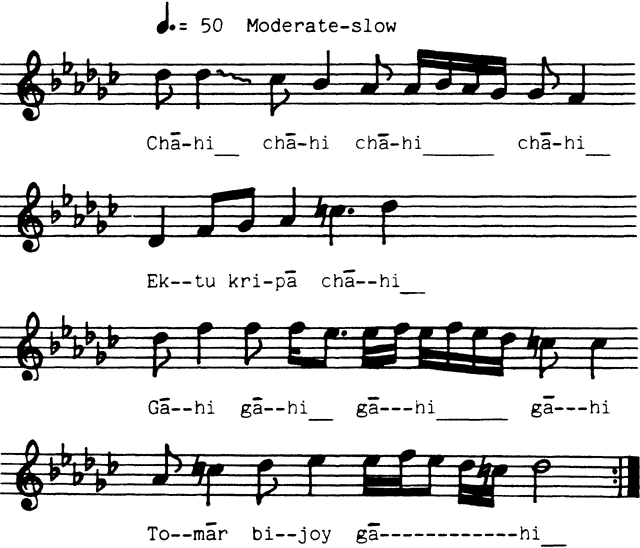 ♩.= 50 Moderate-slow
Chā-hi__ chā-hi chā-hi______ chā-hi__
Ek--tu kri-pā chā--hi__
Gā--hi gā--hi__ gā---hi______ gā---hi
To--mār bi--joy gā------------hi__